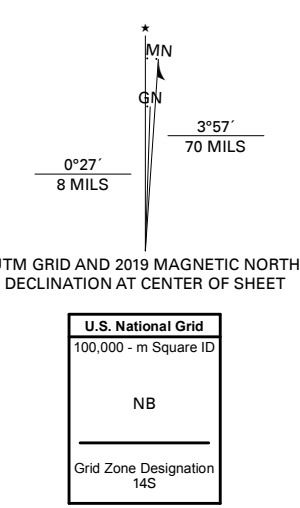 ★
MN
GN
3°57´
70 MILS
0°27´
8 MILS
UTM GRID AND 2019 MAGNETIC NORTH
DECLINATION AT CENTER OF SHEET
U.S. National Grid
100,000 - m Square ID
NB
Grid Zone Designation
14S